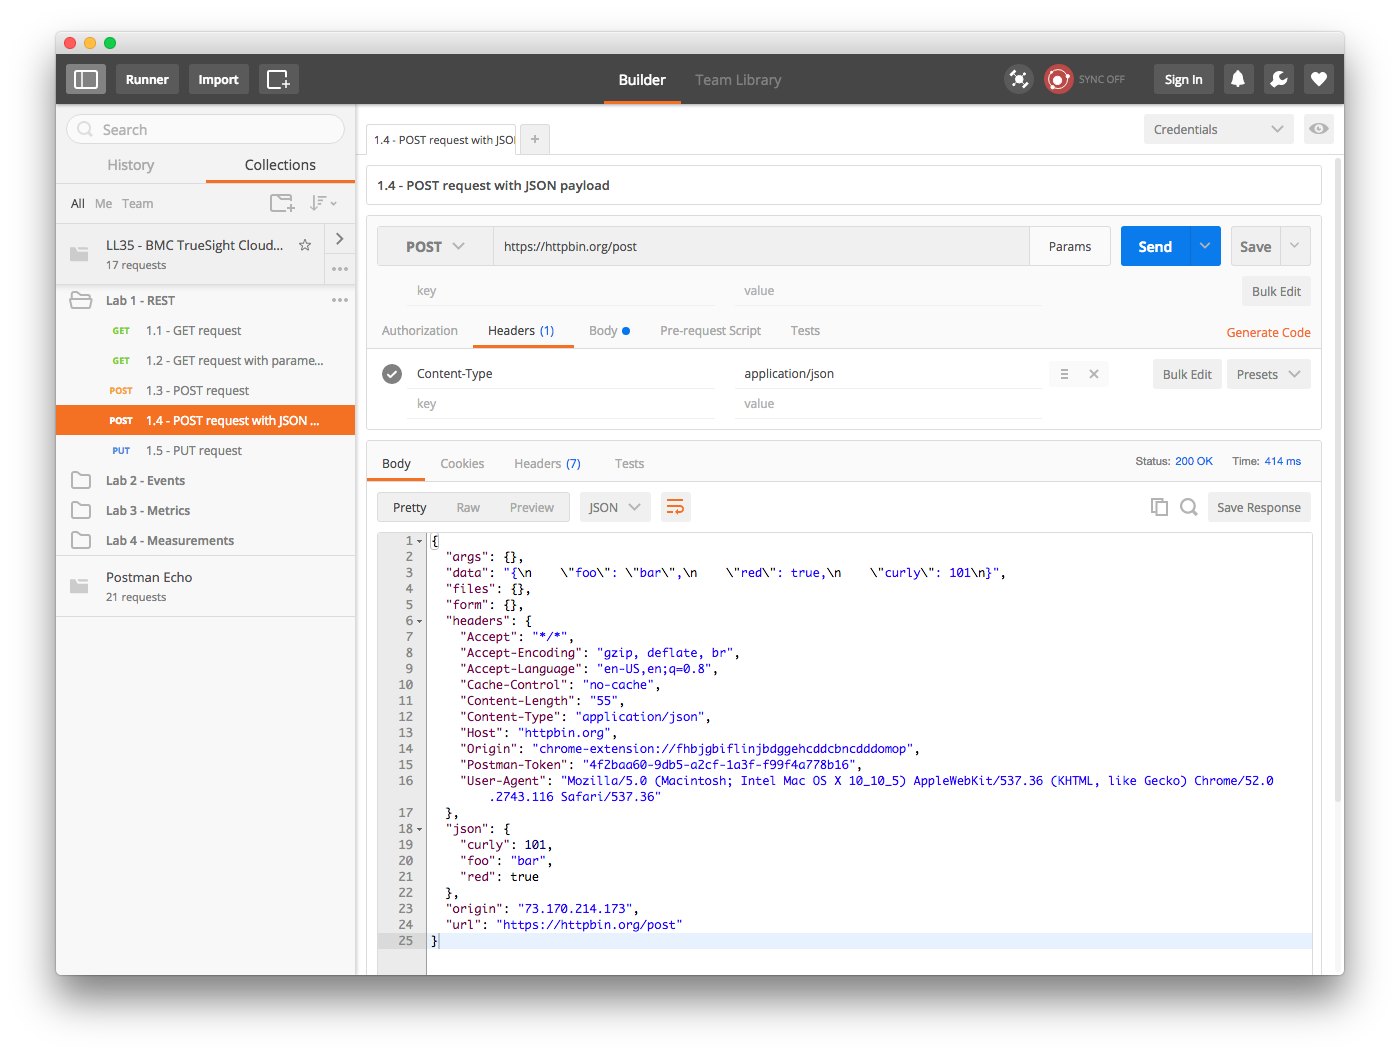 Runner
Import
Builder
Team Library
SYNC OFF
Sign In
Search
History
Collections
All Me Team
LL35 - BMC TrueSight Cloud...
17 requests
Lab 1 - REST
GET 1.1 - GET request
GET 1.2 - GET request with parame...
POST 1.3 - POST request
POST 1.4 - POST request with JSON ...
PUT 1.5 - PUT request
Lab 2 - Events
Lab 3 - Metrics
Lab 4 - Measurements
Postman Echo
21 requests
1.4 - POST request with JSO
+
Credentials
1.4 - POST request with JSON payload
POST
https://httpbin.org/post
Params
Send
Save
key
value
Bulk Edit
Authorization
Headers (1)
Body
Pre-request Script
Tests
Generate Code
Content-Type
application/json
Bulk Edit
Presets
key
value
Body
Cookies
Headers (7)
Tests
Status: 200 OK
Time: 414 ms
Pretty
Raw
Preview
JSON
Save Response
1 {
2 "args": {},
3 "data": "{\n    \"foo\": \"bar\",\n    \"red\": true,\n    \"curly\": 101\n}",
4 "files": {},
5 "form": {},
6 "headers": {
7 "Accept": "*/*",
8 "Accept-Encoding": "gzip, deflate, br",
9 "Accept-Language": "en-US,en;q=0.8",
10 "Cache-Control": "no-cache",
11 "Content-Length": "55",
12 "Content-Type": "application/json",
13 "Host": "httpbin.org",
14 "Origin": "chrome-extension://fhbjgbiflinjbdggehcddcbncdddomop",
15 "Postman-Token": "4f2baa60-9db5-a2cf-1a3f-f99f4a778b16",
16 "User-Agent": "Mozilla/5.0 (Macintosh; Intel Mac OS X 10_10_5) AppleWebKit/537.36 (KHTML, like Gecko) Chrome/52.0
.2743.116 Safari/537.36"
17 },
18 "json": {
19 "curly": 101,
20 "foo": "bar",
21 "red": true
22 },
23 "origin": "73.170.214.173",
24 "url": "https://httpbin.org/post"
25 }